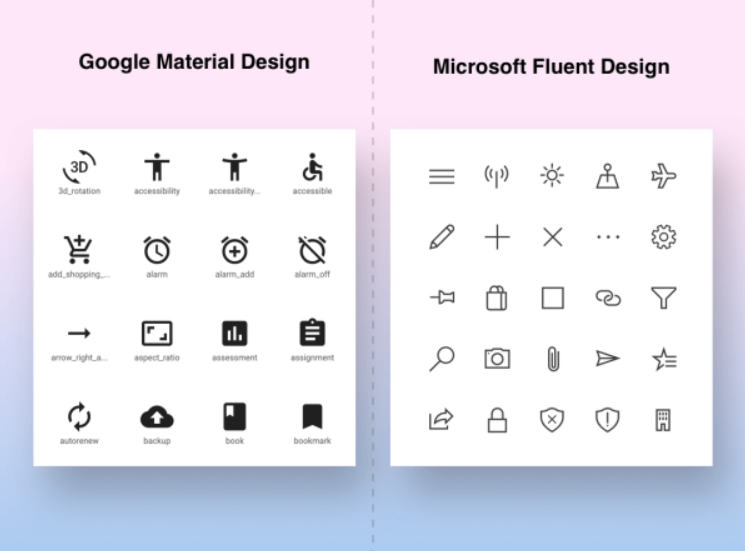 Google Material Design
Microsoft Fluent Design
3D
3d_rotation
accessibility
accessibility...
accessible
add_shopping_...
alarm
alarm_add
alarm_off
arrow_right_a...
aspect_ratio
assessment
assignment
autorenew
backup
book
bookmark